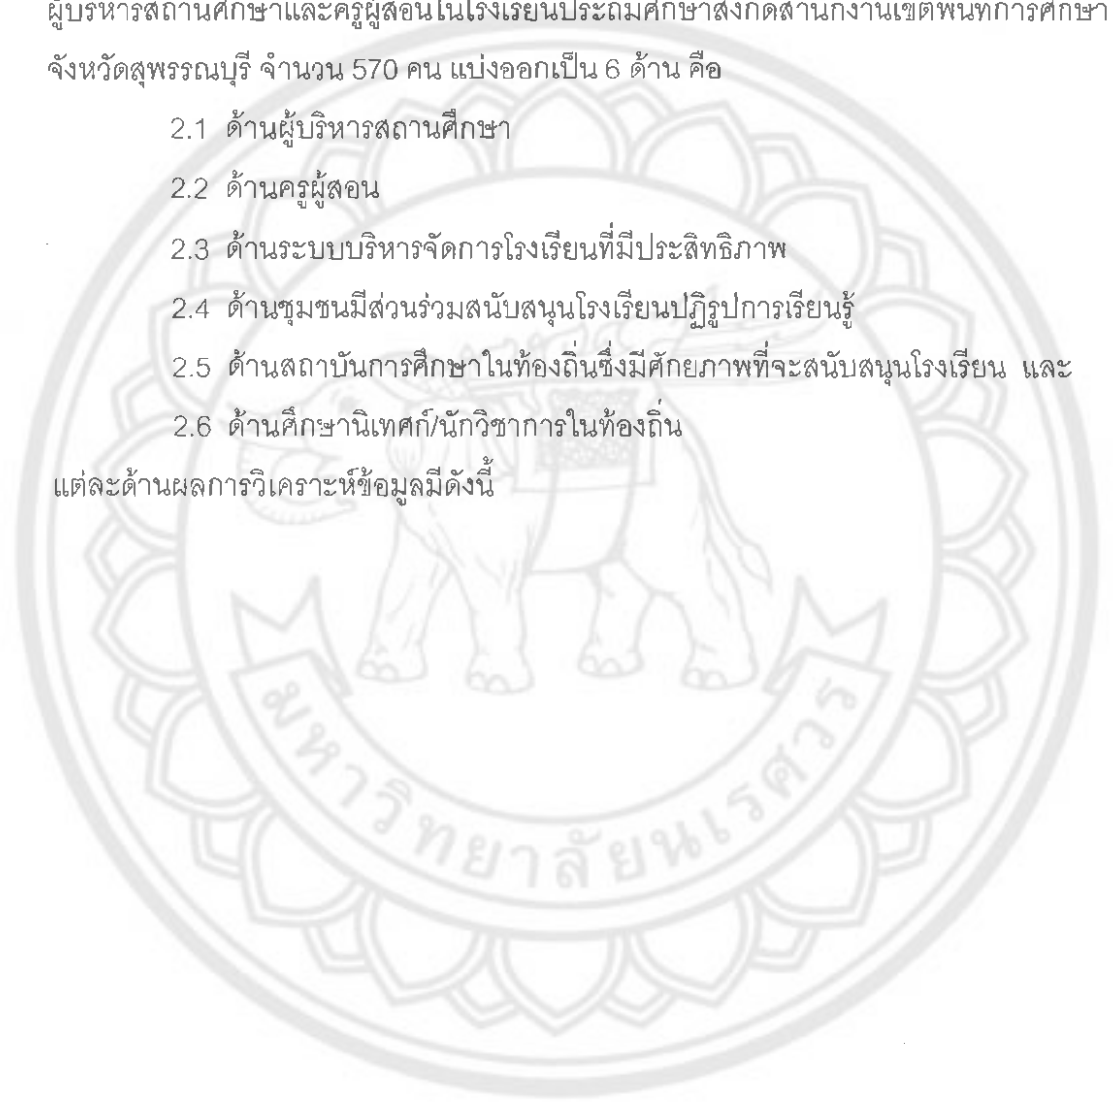 ผู้บริหารสถานศึกษาและครูผู้สอนในโรงเรียนประถมศึกษาสังกัดสำนักงานเขตพื้นที่การศึกษา
จังหวัดสุพรรณบุรี จำนวน 570 คน แบ่งออกเป็น 6 ด้าน คือ
2.1 ด้านผู้บริหารสถานศึกษา
2.2 ด้านครูผู้สอน
2.3 ด้านระบบบริหารจัดการโรงเรียนที่มีประสิทธิภาพ
2.4 ด้านชุมชนมีส่วนร่วมสนับสนุนโรงเรียนปฏิรูปการเรียนรู้
2.5 ด้านสถาบันการศึกษาในท้องถิ่นซึ่งมีศักยภาพที่จะสนับสนุนโรงเรียน และ
2.6 ด้านศึกษานิเทศก์/นักวิชาการในท้องถิ่น
แต่ละด้านผลการวิเคราะห์ข้อมูลมีดังนี้
มหาวิทยาลัยนเรศวร